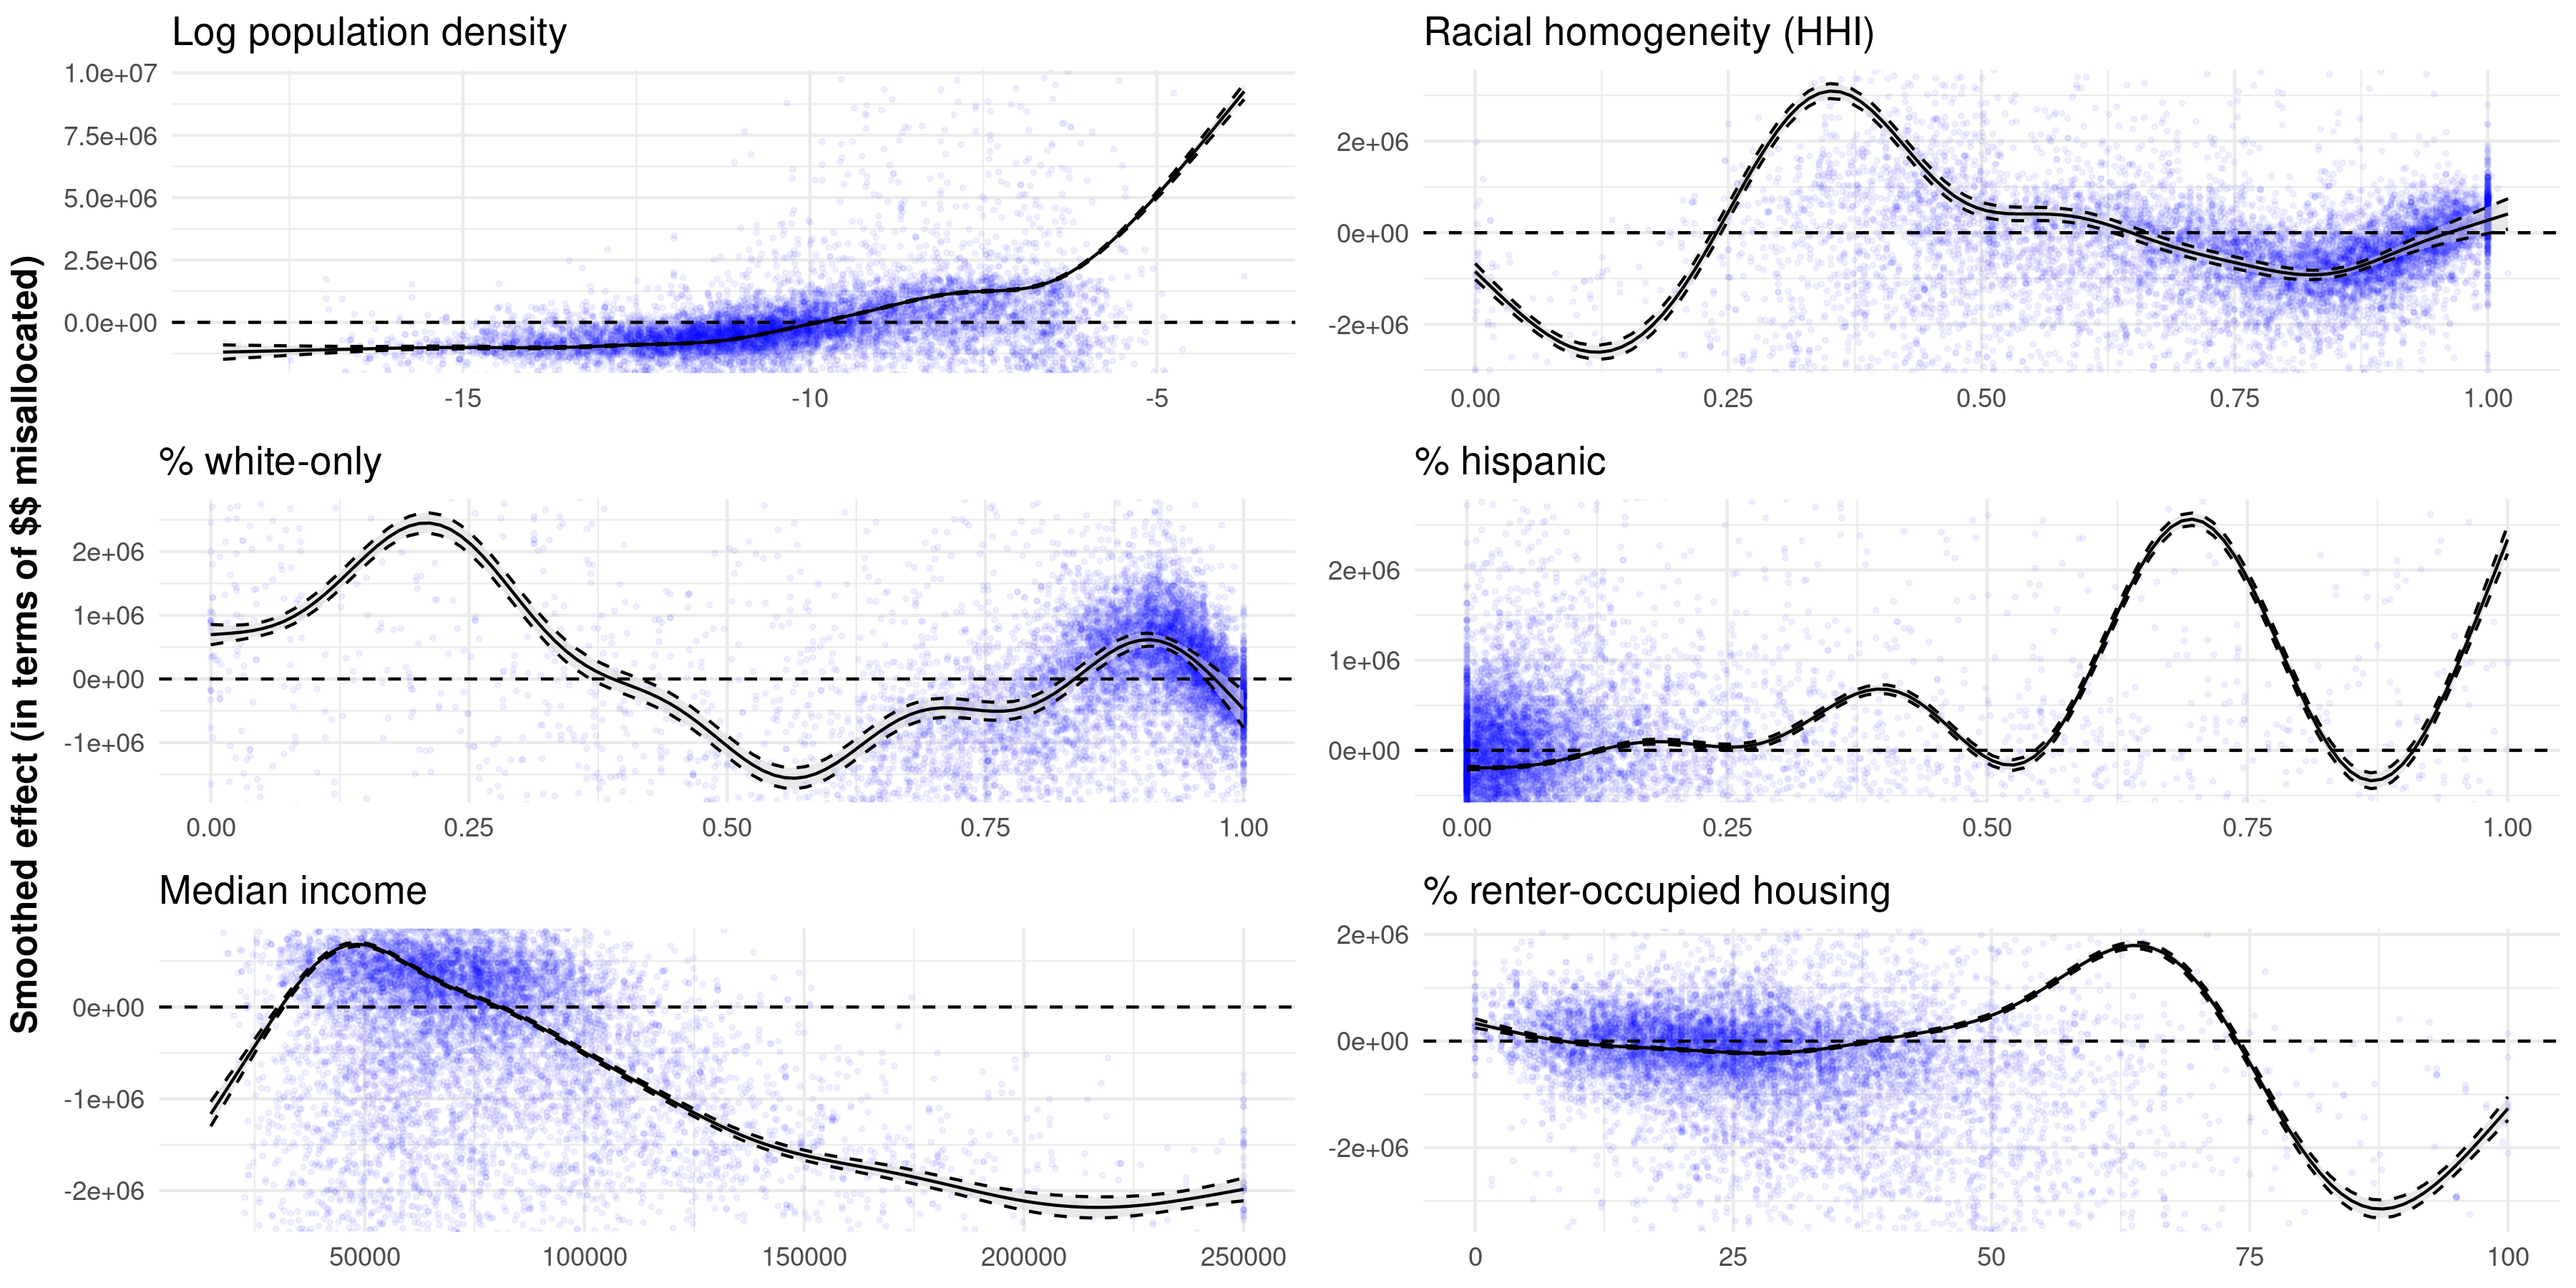 Smoothed effect (in terms of $$ misallocated)
Log population density
1.0e+07
7.5e+06
5.0e+06
2.5e+06
0.0e+00
-15 -10 -5
Racial homogeneity (HHI)
2e+06
0e+00
-2e+06
0.00 0.25 0.50 0.75 1.00
% white-only
2e+06
1e+06
0e+00
-1e+06
0.00 0.25 0.50 0.75 1.00
% hispanic
2e+06
1e+06
0e+00
0.00 0.25 0.50 0.75 1.00
Median income
0e+00
-1e+06
-2e+06
50000 100000 150000 200000 250000
% renter-occupied housing
2e+06
0e+00
-2e+06
0 25 50 75 100